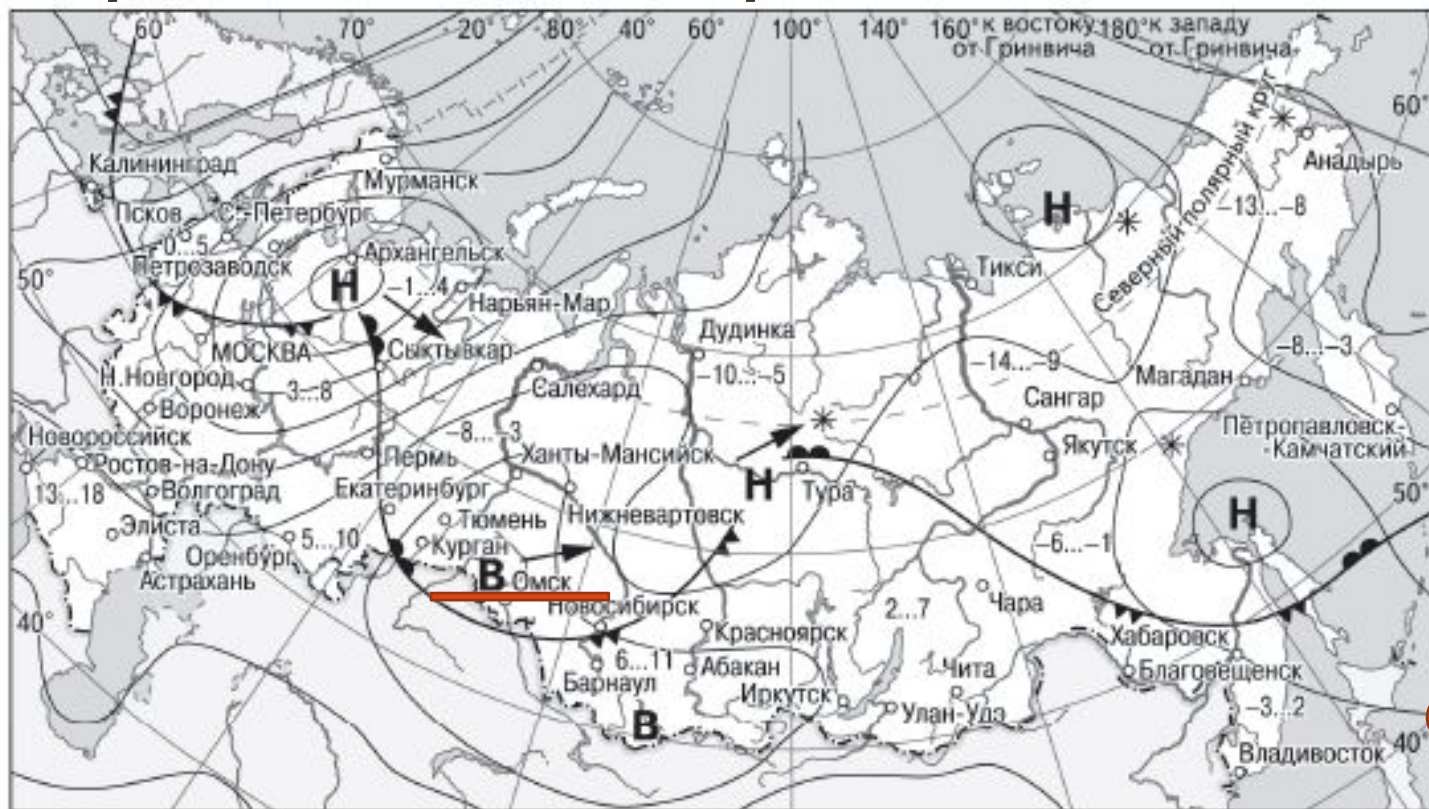 60° 70° 20° 80° 40° 60° 80° 100° 140° 160° к востоку 180° к западу
от Гринвича от Гринвича
60°
Северный полярный круг
Калининград
Мурманск
Анадырь
Псков С.-Петербург
Н
-13...-8
0...5
Петрозаводск
Архангельск
Н
-1...4
Тикси
50°
Нарьян-Мар
Дудинка
МОСКВА
Сыктывкар
-10...-5
-14...-9
-8...-3
Н.Новгород
3...8
Салехард
Магадан
Воронеж
Сангар
Новороссийск
-8...-3
Петропавловск-
-Камчатский
Ростов-на-Дону
Пермь
Ханты-Мансийск
Якутск
13...18
Волгоград
Екатеринбург
Н
Тура
50°
Элиста
Тюмень
Нижневартовск
Н
Оренбург
5...10
Курган
-6...-1
Астрахань
В
Омск
Новосибирск
2...7
Чара
40°
Красноярск
Хабаровск
6...11
Абакан
Чита
Благовещенск
Барнаул
Иркутск
Улан-Удэ
-3...2
В
Владивосток
40°